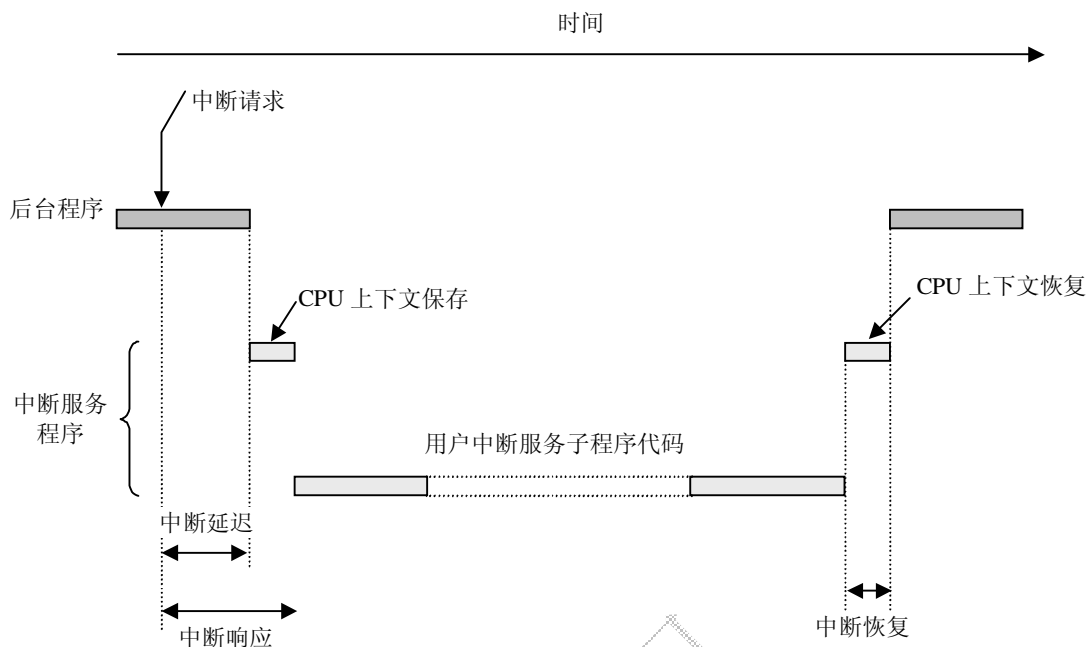 时间
中断请求
后台程序
CPU 上下文保存
CPU 上下文恢复
中断服务
程序
用户中断服务子程序代码
中断延迟
中断响应
中断恢复